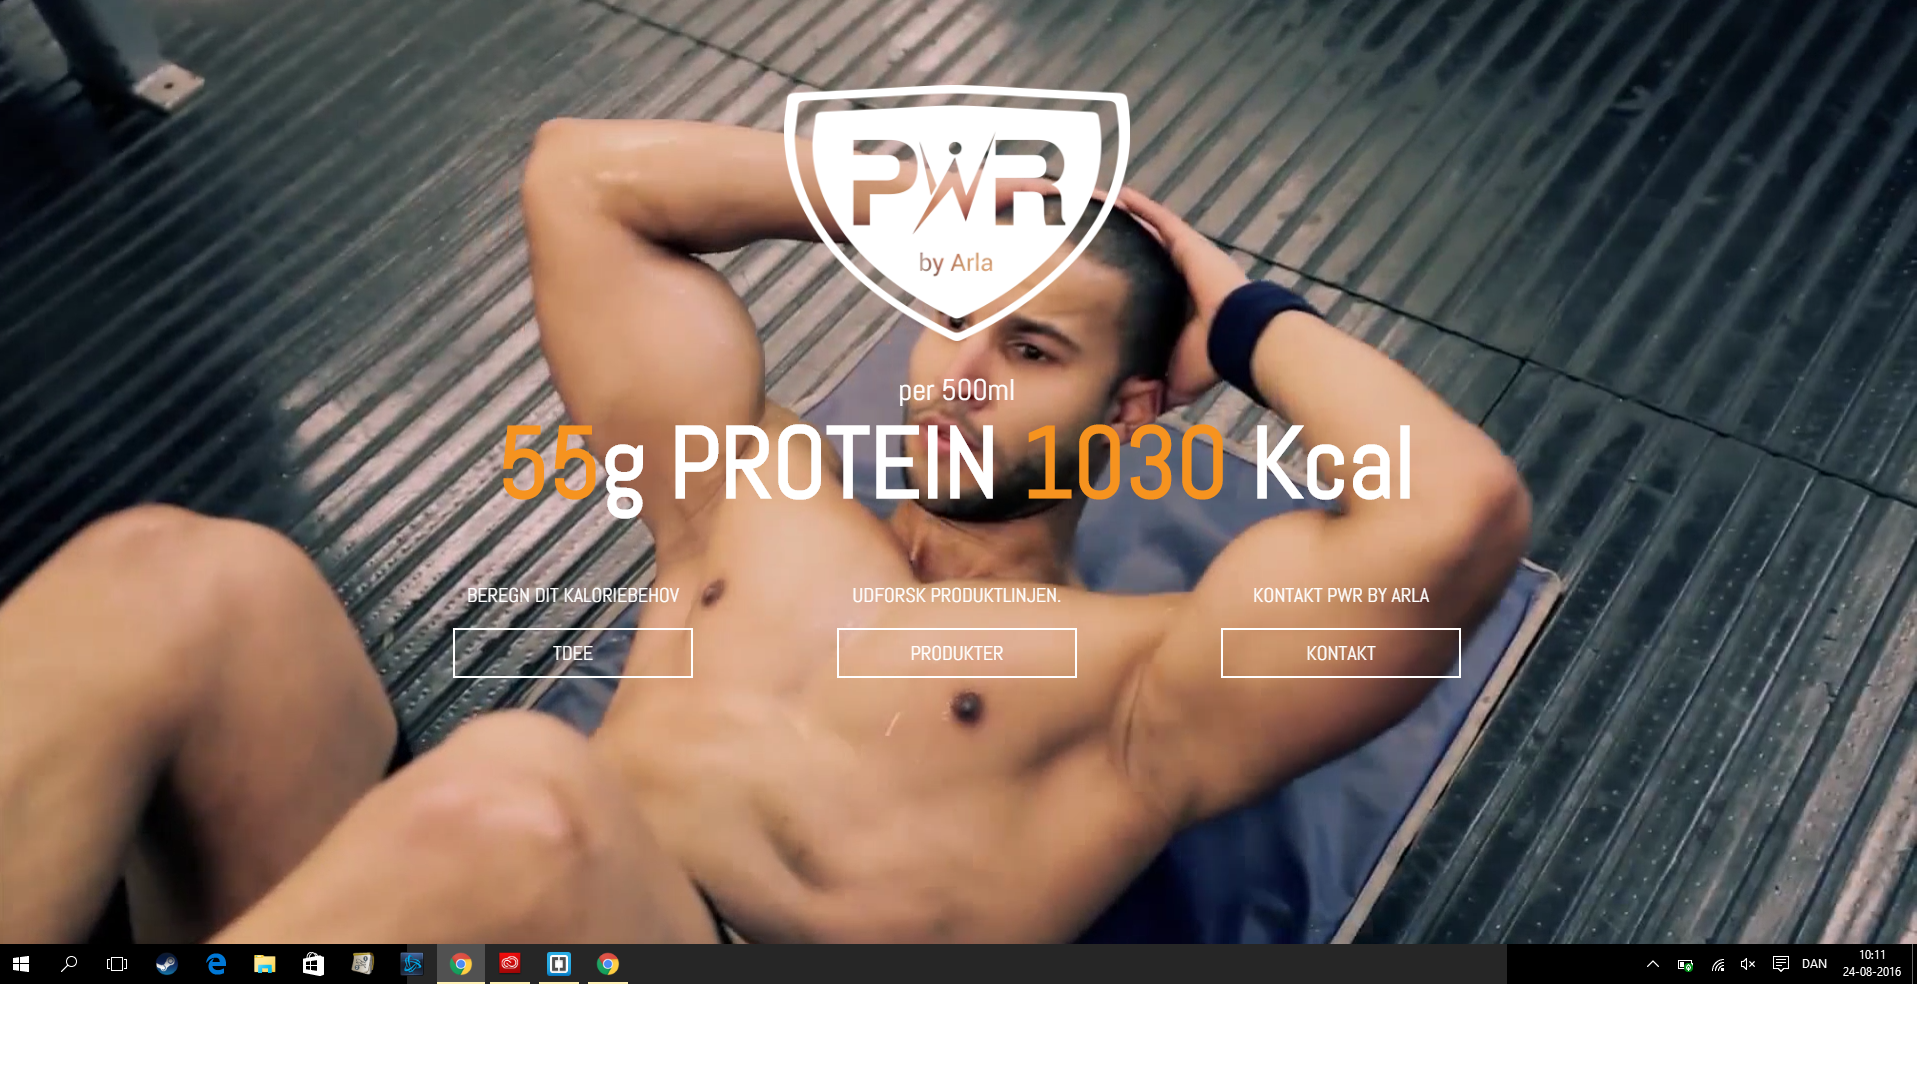 PWR
by Arla
per 500ml
55g PROTEIN 1030 Kcal
BEREGN DIT KALORIEBEHOV
UDFORSK PRODUKTLINJEN.
KONTAKT PWR BY ARLA
TDEE
PRODUKTER
KONTAKT
DAN
10:11
24-08-2016